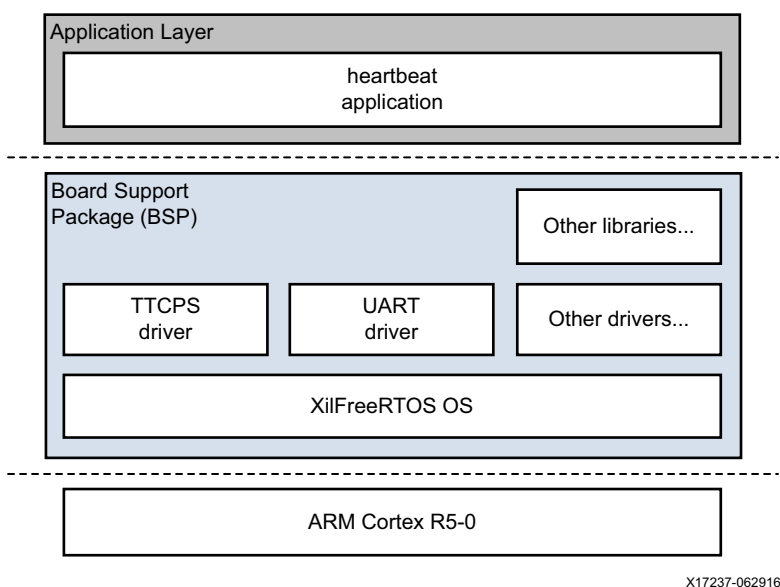 Application Layer
heartbeat
application
Board Support
Package (BSP)
Other libraries...
TTCPS
driver
UART
driver
Other drivers...
XilFreeRTOS OS
ARM Cortex R5-0
X17237-062916